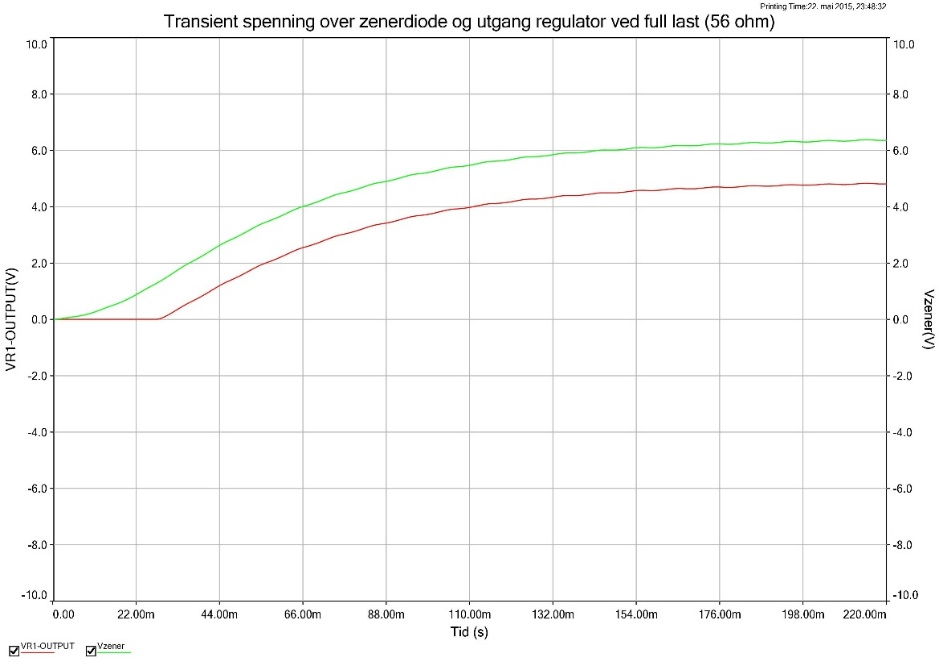 Printing Time:22. mai 2015, 23:48:32
Transient spenning over zenerdiode og utgang regulator ved full last (56 ohm)
10.0 10.0
8.0 8.0
6.0 6.0
4.0 4.0
2.0 2.0
0.0 0.0
-2.0 -2.0
-4.0 -4.0
-6.0 -6.0
-8.0 -8.0
-10.0 -10.0
VR1-OUTPUT(V)
Vzener(V)
0.00 22.00m 44.00m 66.00m 88.00m 110.00m 132.00m 154.00m 176.00m 198.00m 220.00m
Tid (s)
VR1-OUTPUT Vzener